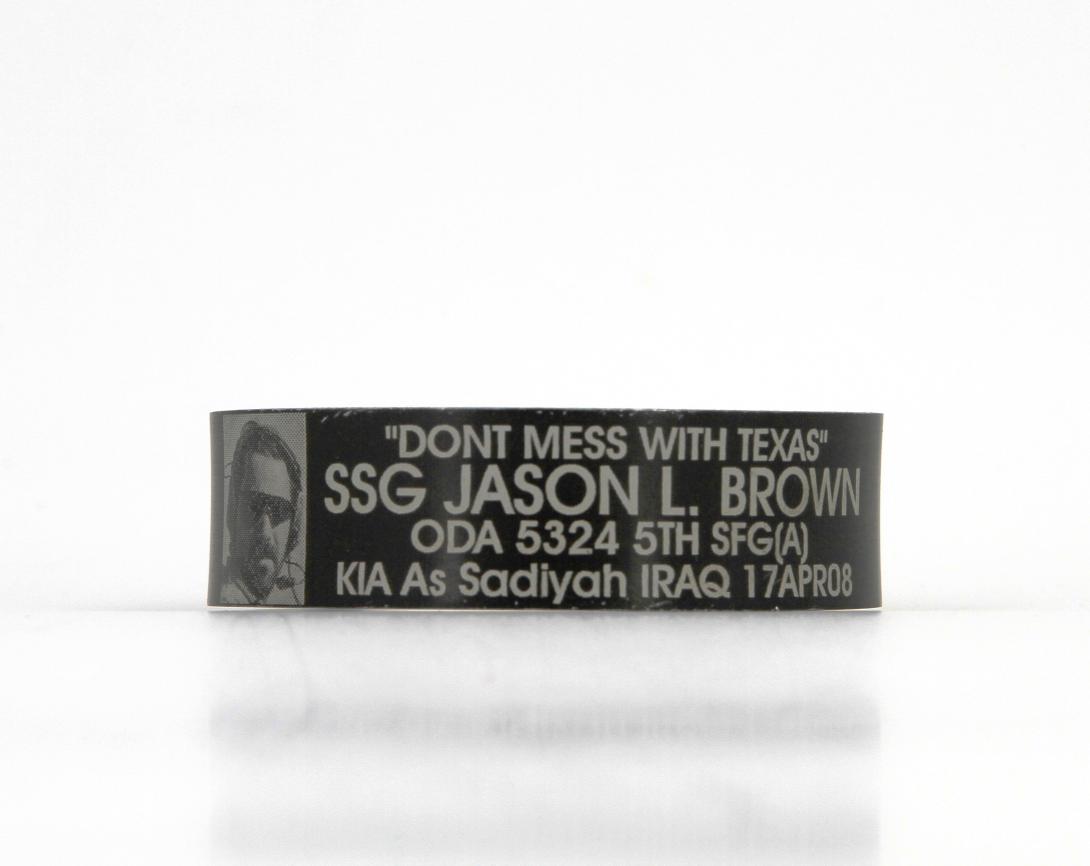 "DONT MESS WITH TEXAS"
SSG JASON L. BROWN
ODA 5324 5TH SFG(A)
KIA As Sadiyah IRAQ 17APR08